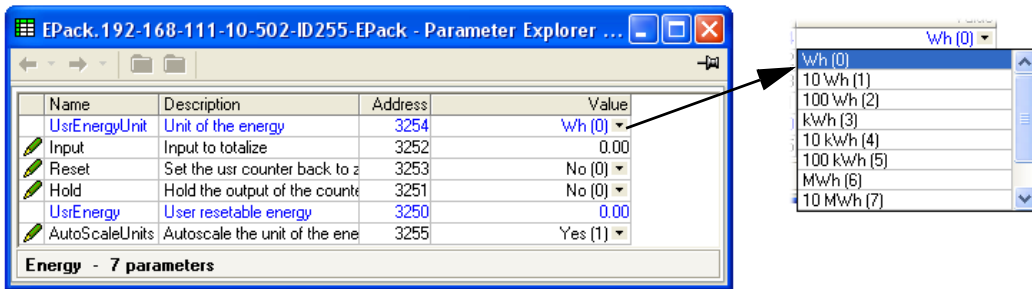 EPack.192-168-111-10-502-ID255-EPack - Parameter Explorer ...
Name Description Address Value
UsrEnergyUnit Unit of the energy 3254 Wh (0)
Input Input to totalize 3252 0.00
Reset Set the usr counter back to z 3253 No (0)
Hold Hold the output of the counte 3251 No (0)
UsrEnergy User resetable energy 3250 0.00
AutoScaleUnits Autoscale the unit of the ene 3255 Yes (1)
Energy - 7 parameters
Wh (0)
Wh (0)
10 Wh (1)
100 Wh (2)
kWh (3)
10 kWh (4)
100 kWh (5)
MWh (6)
10 MWh (7)